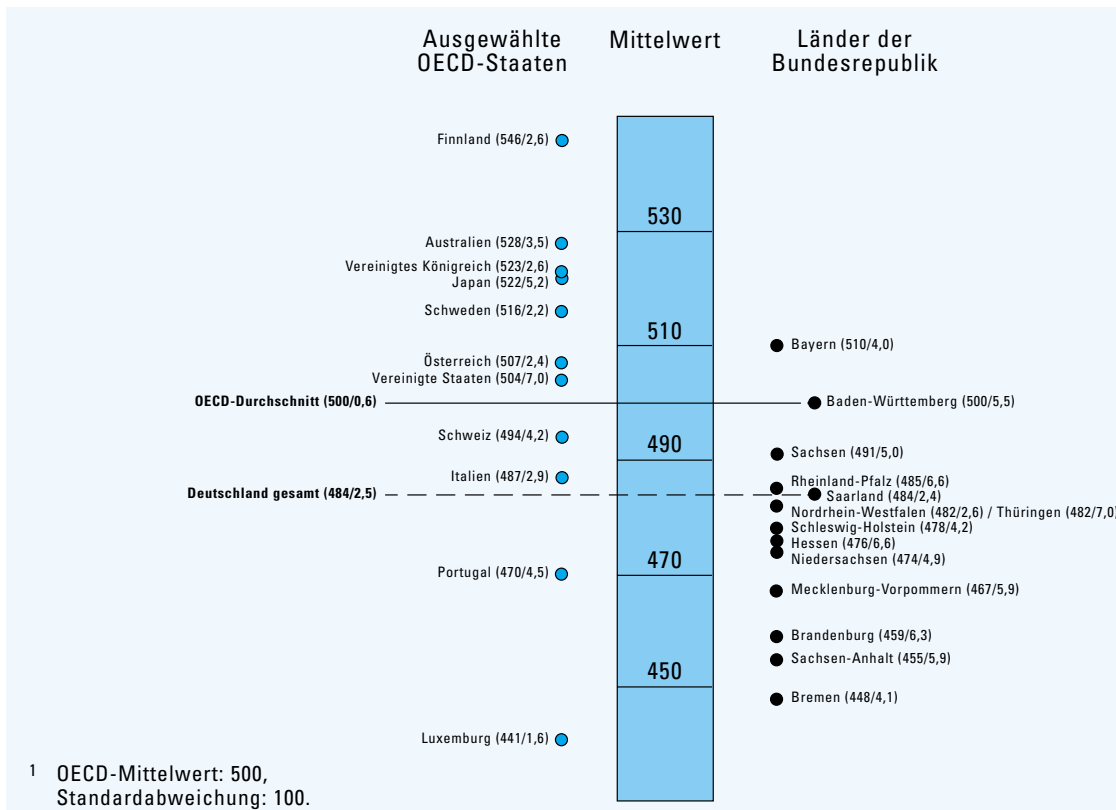 Ausgewählte
OECD-Staaten
Mittelwert
Länder der
Bundesrepublik
Finnland (546/2,6)
530
Australien (528/3,5)
Vereinigtes Königreich (523/2,6)
Japan (522/5,2)
Schweden (516/2,2)
510
Bayern (510/4,0)
Österreich (507/2,4)
Vereinigte Staaten (504/7,0)
OECD-Durchschnitt (500/0,6)
Baden-Württemberg (500/5,5)
Schweiz (494/4,2)
490
Sachsen (491/5,0)
Italien (487/2,9)
Rheinland-Pfalz (485/6,6)
Deutschland gesamt (484/2,5)
Saarland (484/2,4)
Nordrhein-Westfalen (482/2,6) / Thüringen (482/7,0)
Schleswig-Holstein (478/4,2)
Hessen (476/6,6)
Niedersachsen (474/4,9)
470
Portugal (470/4,5)
Mecklenburg-Vorpommern (467/5,9)
Brandenburg (459/6,3)
Sachsen-Anhalt (455/5,9)
450
Bremen (448/4,1)
Luxemburg (441/1,6)
1 OECD-Mittelwert: 500,
Standardabweichung: 100.